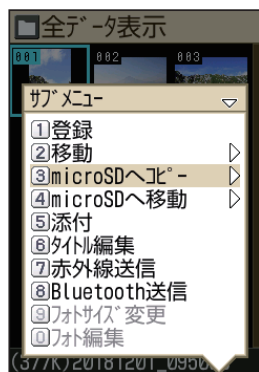 全ﾃﾞｰﾀ表示
001 002 003
ｻﾌﾞﾒﾆｭｰ
1登録
2移動
3microSDへｺﾋﾟｰ
4microSDへ移動
5添付
6ﾀｲﾄﾙ編集
7赤外線送信
8Bluetooth送信
9ﾌｫﾄｻｲｽﾞ変更
0ﾌｫﾄ編集
(377K)20181201_095